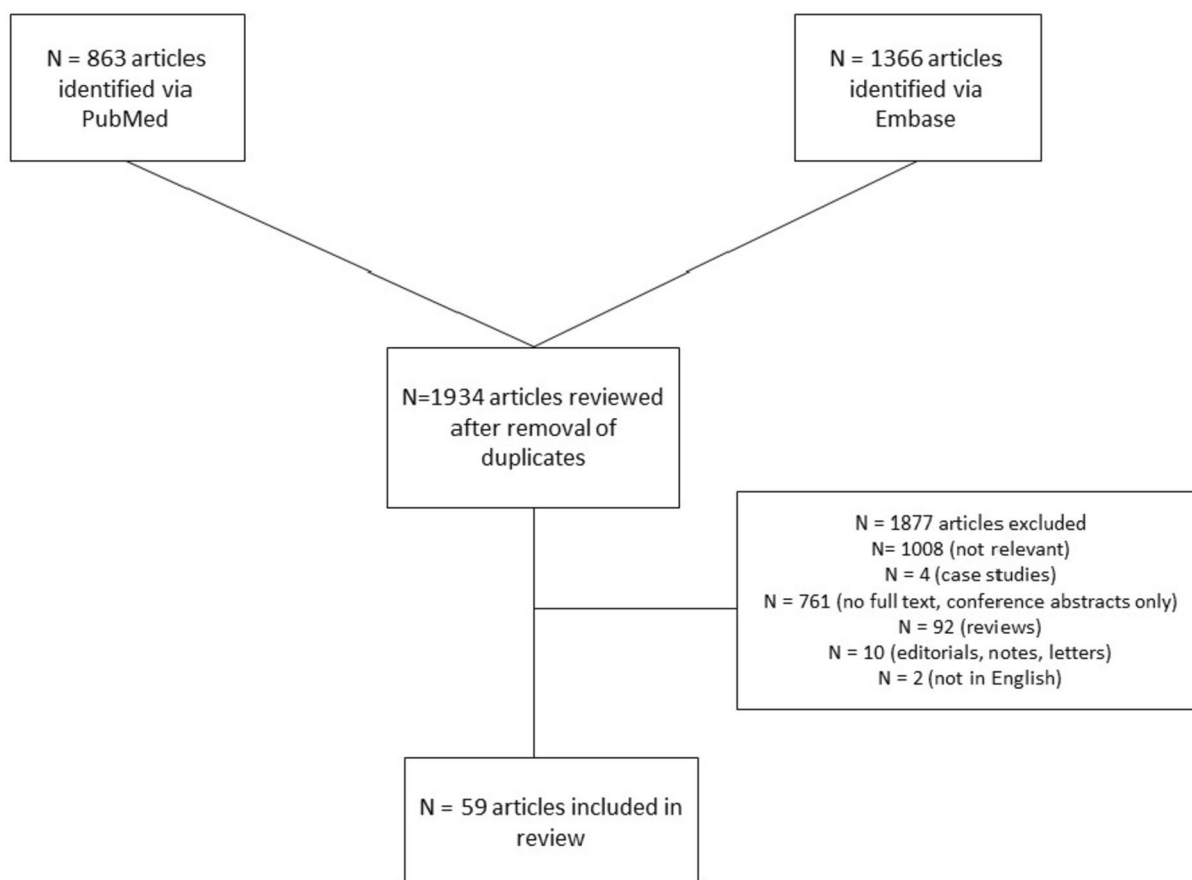 N = 863 articles
identified via
PubMed
N = 1366 articles
identified via
Embase
N=1934 articles reviewed
after removal of
duplicates
N = 1877 articles excluded
N= 1008 (not relevant)
N = 4 (case studies)
N = 761 (no full text, conference abstracts only)
N = 92 (reviews)
N = 10 (editorials, notes, letters)
N = 2 (not in English)
N = 59 articles included in
review